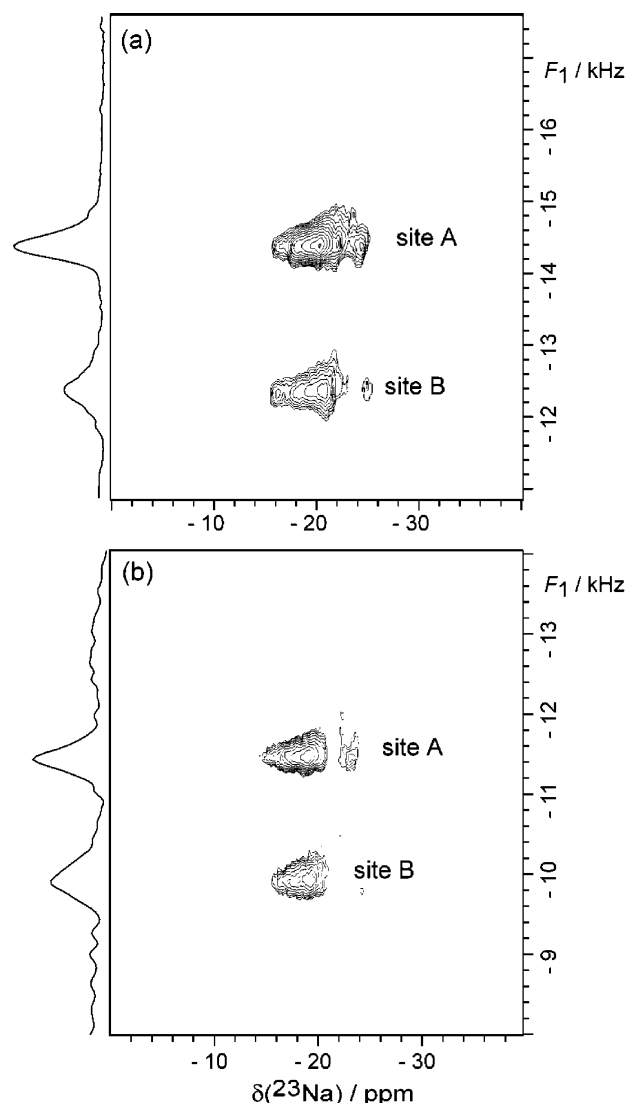 (a)
F1 / kHz
- 16
- 15
site A
- 14
- 13
site B
- 12
- 10
- 20
- 30
(b)
F1 / kHz
- 13
- 12
site A
- 11
site B
- 10
- 9
- 10
- 20
- 30
δ(23Na) / ppm